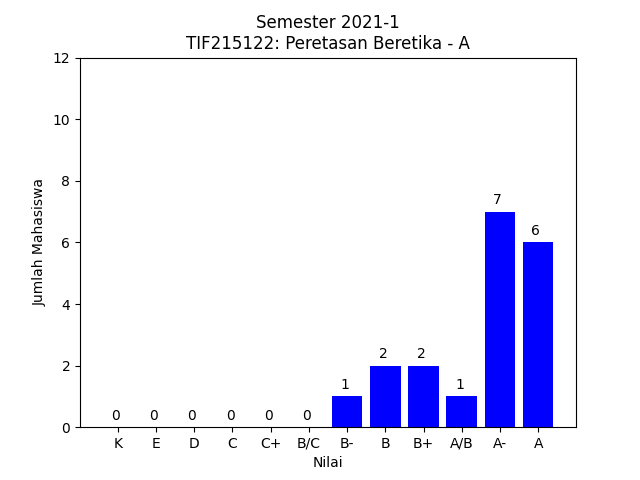 Semester 2021-1
TIF215122: Peretasan Beretika - A
12
10
8
6
4
2
0
Jumlah Mahasiswa
0 0 0 0 0 0 1 2 2 1 7 6
K E D C C+ B/C B- B B+ A/B A- A
Nilai